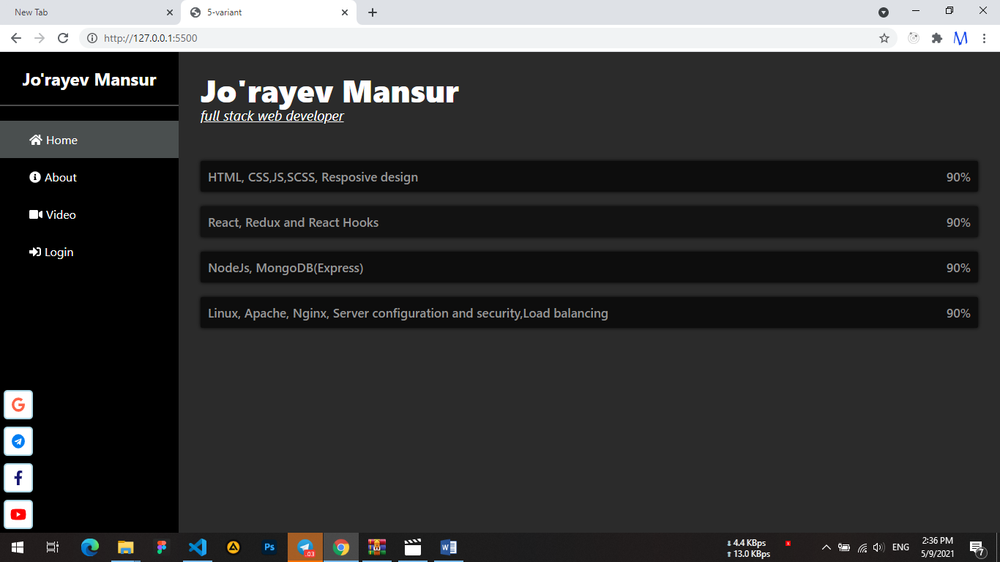 New Tab
5-variant
http://127.0.0.1:5500
Jo'rayev Mansur
Home
About
Video
Login
Jo'rayev Mansur
full stack web developer
HTML, CSS,JS,SCSS, Resposive design 90%
React, Redux and React Hooks 90%
NodeJs, MongoDB(Express) 90%
Linux, Apache, Nginx, Server configuration and security,Load balancing 90%
Ps
.03
4.4 KBps
13.0 KBps
ENG
2:36 PM
5/9/2021
7